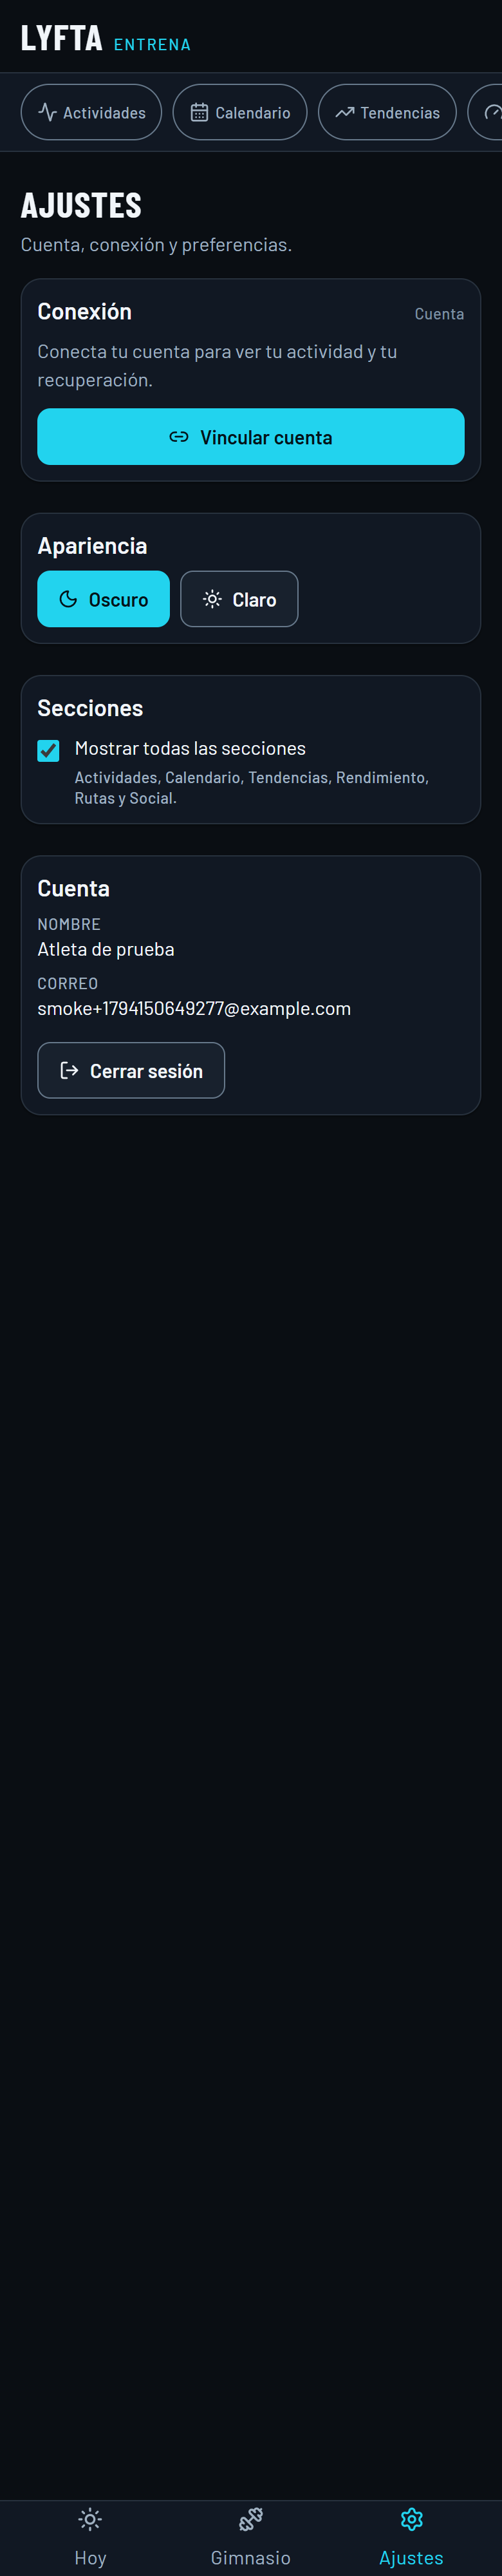 LYFTA ENTRENA
Actividades Calendario Tendencias
AJUSTES
Cuenta, conexión y preferencias.
Conexión Cuenta
Conecta tu cuenta para ver tu actividad y tu
recuperación.
Vincular cuenta
Apariencia
Oscuro Claro
Secciones
Mostrar todas las secciones
Actividades, Calendario, Tendencias, Rendimiento,
Rutas y Social.
Cuenta
NOMBRE
Atleta de prueba
CORREO
smoke+1794150649277@example.com
Cerrar sesión
Hoy Gimnasio Ajustes